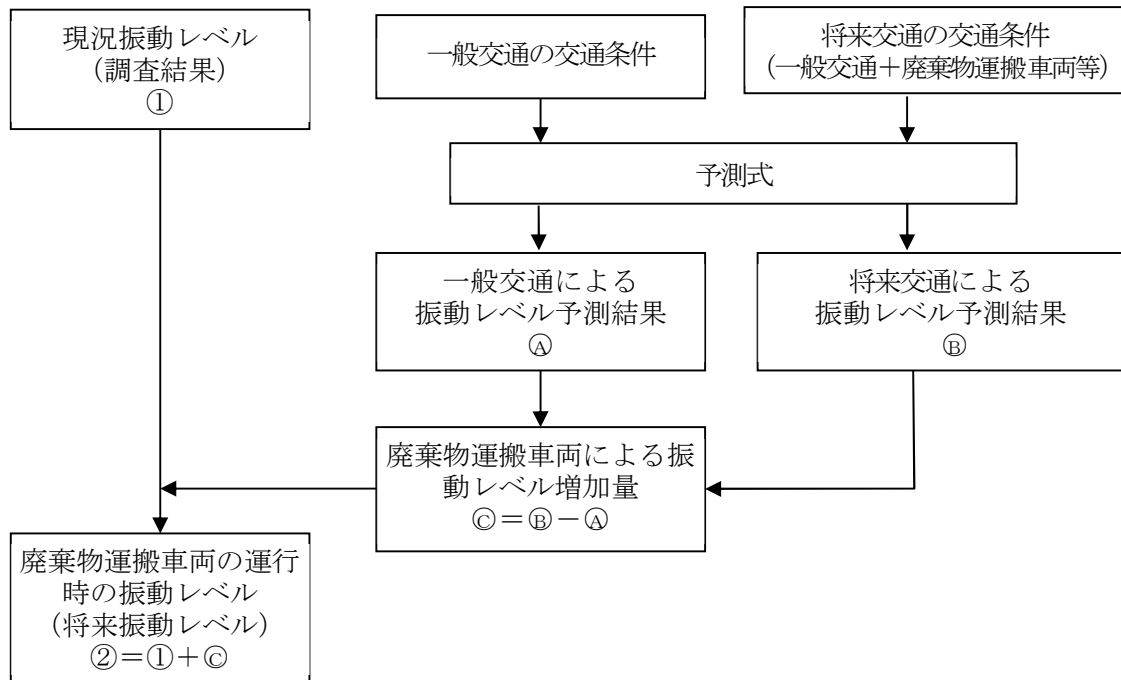 現況振動レベル
（調査結果）
①
一般交通の交通条件
将来交通の交通条件
（一般交通＋廃棄物運搬車両等）
予測式
一般交通による
振動レベル予測結果
Ⓐ
将来交通による
振動レベル予測結果
Ⓑ
廃棄物運搬車両による振
動レベル増加量
Ⓒ＝Ⓑ－Ⓐ
廃棄物運搬車両の運行
時の振動レベル
（将来振動レベル）
②＝①＋Ⓒ